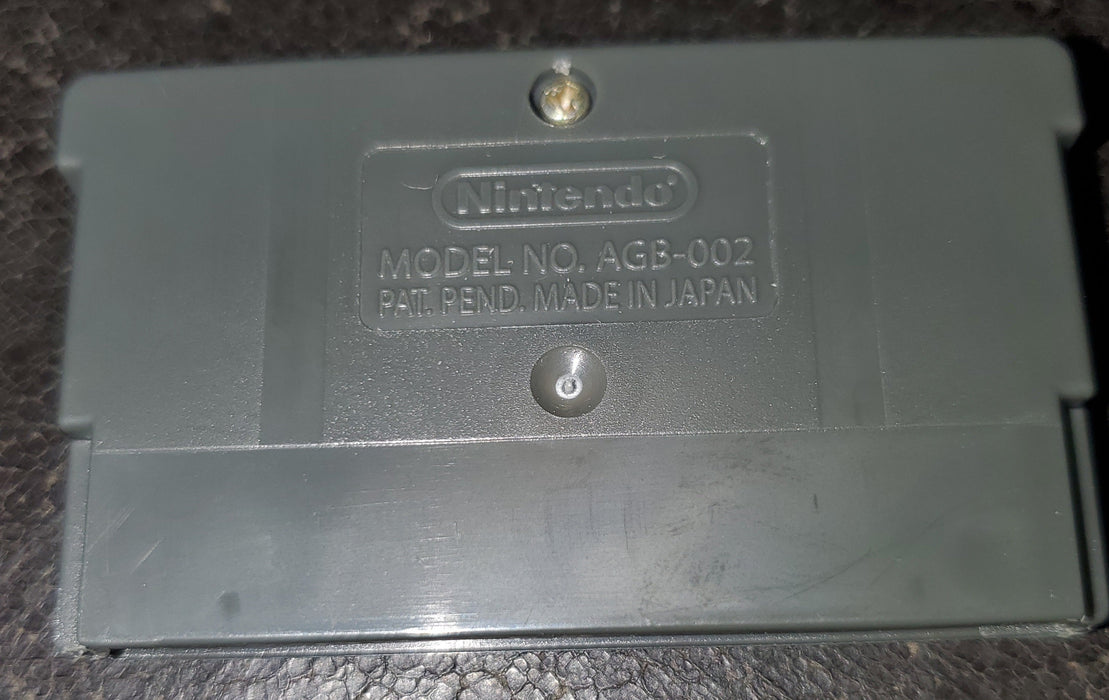 Nintendo
MODEL NO. AGB-002
PAT. PEND. MADE IN JAPAN